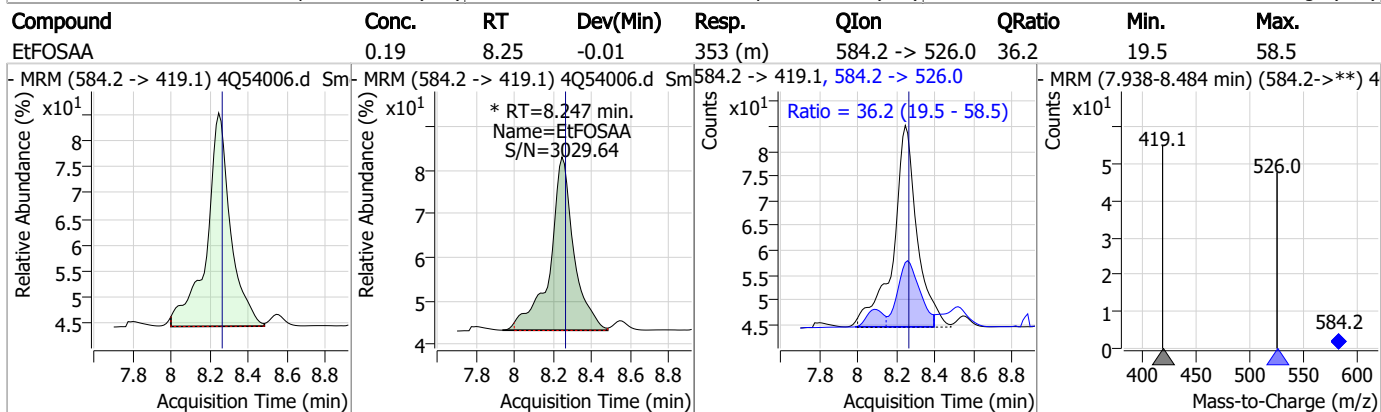 Compound Conc. RT Dev(Min) Resp. QIon QRatio Min. Max.
EtFOSAA 0.19 8.25 -0.01 353 (m) 584.2 -> 526.0 36.2 19.5 58.5
- MRM (584.2 -> 419.1) 4Q54006.d Sm
x10¹
Relative Abundance (%)
8
7.5
7
6.5
6
5.5
5
4.5
7.8 8 8.2 8.4 8.6 8.8
Acquisition Time (min)
- MRM (584.2 -> 419.1) 4Q54006.d Sm
x10¹
* RT=8.247 min.
Name=EtFOSAA
S/N=3029.64
Relative Abundance (%)
8
7
6
5
4
7.8 8 8.2 8.4 8.6 8.8
Acquisition Time (min)
584.2 -> 419.1, 584.2 -> 526.0
x10¹
Ratio = 36.2 (19.5 - 58.5)
Counts
8
7.5
7
6.5
6
5.5
5
4.5
7.8 8 8.2 8.4 8.6 8.8
Acquisition Time (min)
- MRM (7.938-8.484 min) (584.2->**) 4
x10¹
Counts
419.1
526.0
584.2
5
4
3
2
1
0
400 450 500 550 600
Mass-to-Charge (m/z)